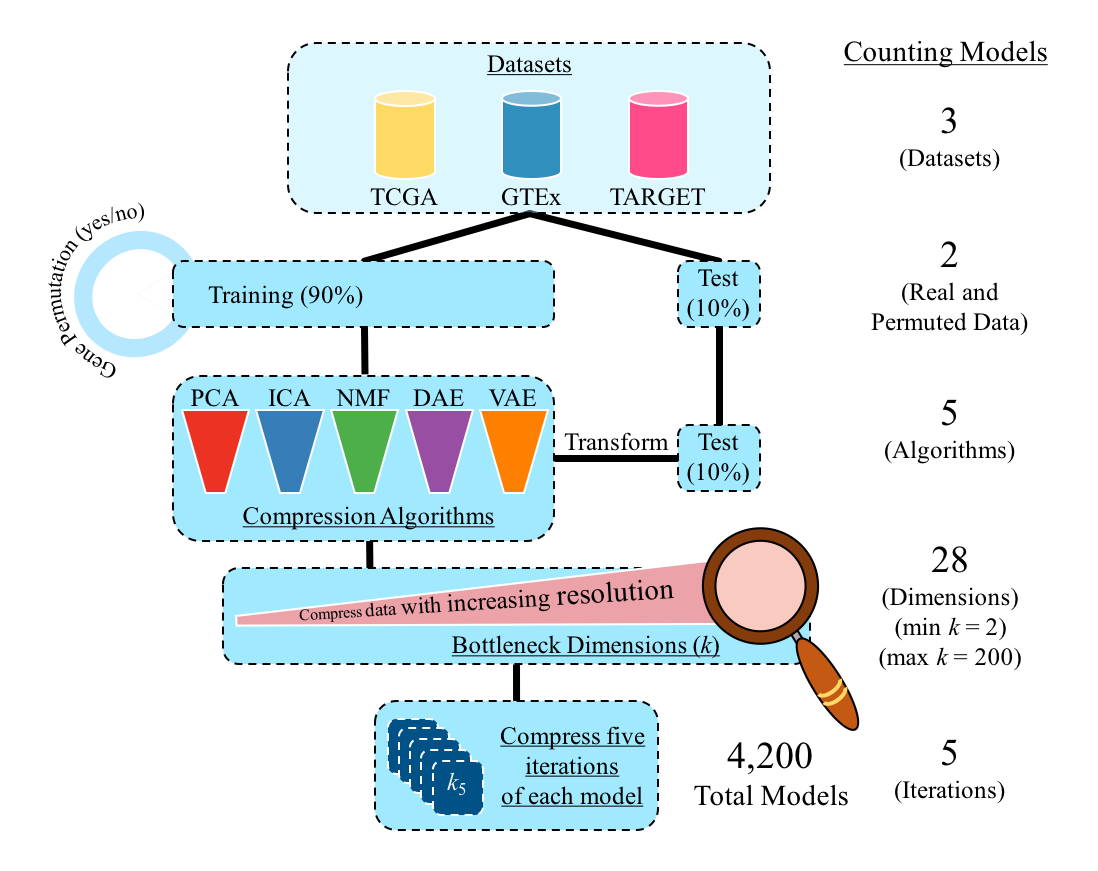 Datasets
TCGA
GTEx
TARGET
Gene Permutation (yes/no)
Training (90%)
Test
(10%)
PCA
ICA
NMF
DAE
VAE
Compression Algorithms
Transform
Test
(10%)
Compress data with increasing resolution
Bottleneck Dimensions (k)
k5
Compress five
iterations
of each model
4,200
Total Models
Counting Models
3
(Datasets)
2
(Real and
Permuted Data)
5
(Algorithms)
28
(Dimensions)
(min k = 2)
(max k = 200)
5
(Iterations)